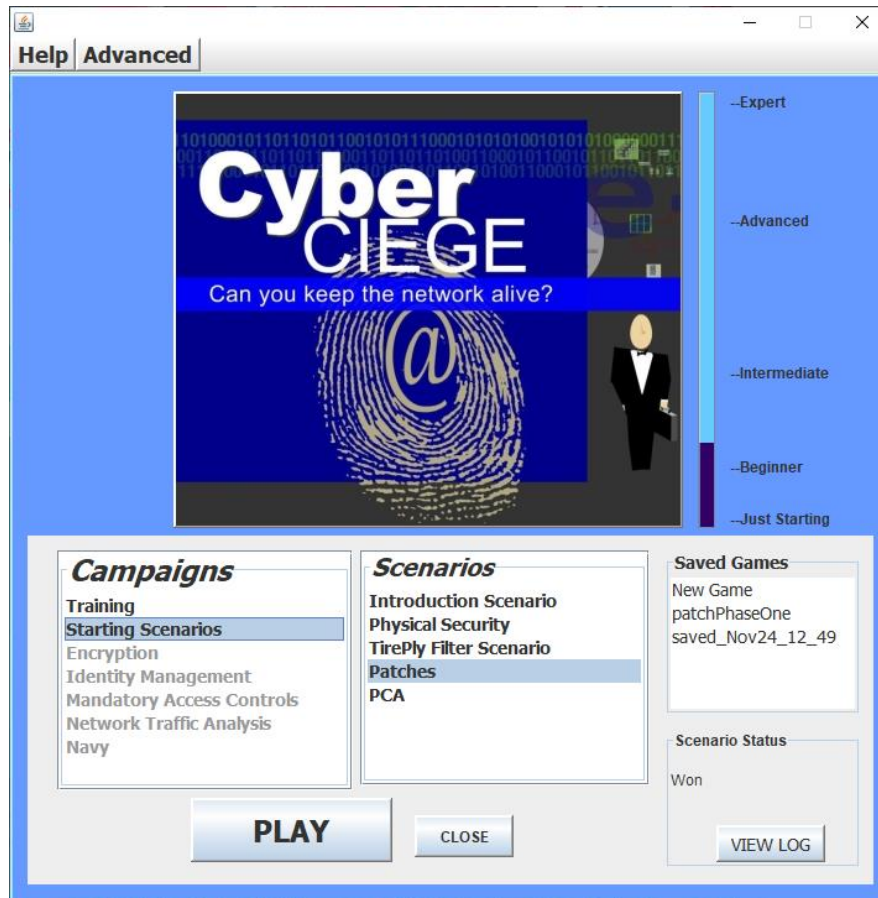 Help Advanced
Cyber
CIEGE
Can you keep the network alive?
@
--Expert
--Advanced
--Intermediate
--Beginner
--Just Starting
Campaigns
Training
Starting Scenarios
Encryption
Identity Management
Mandatory Access Controls
Network Traffic Analysis
Navy
Scenarios
Introduction Scenario
Physical Security
TirePly Filter Scenario
Patches
PCA
Saved Games
New Game
patchPhaseOne
saved_Nov24_12_49
Scenario Status
Won
PLAY
CLOSE
VIEW LOG